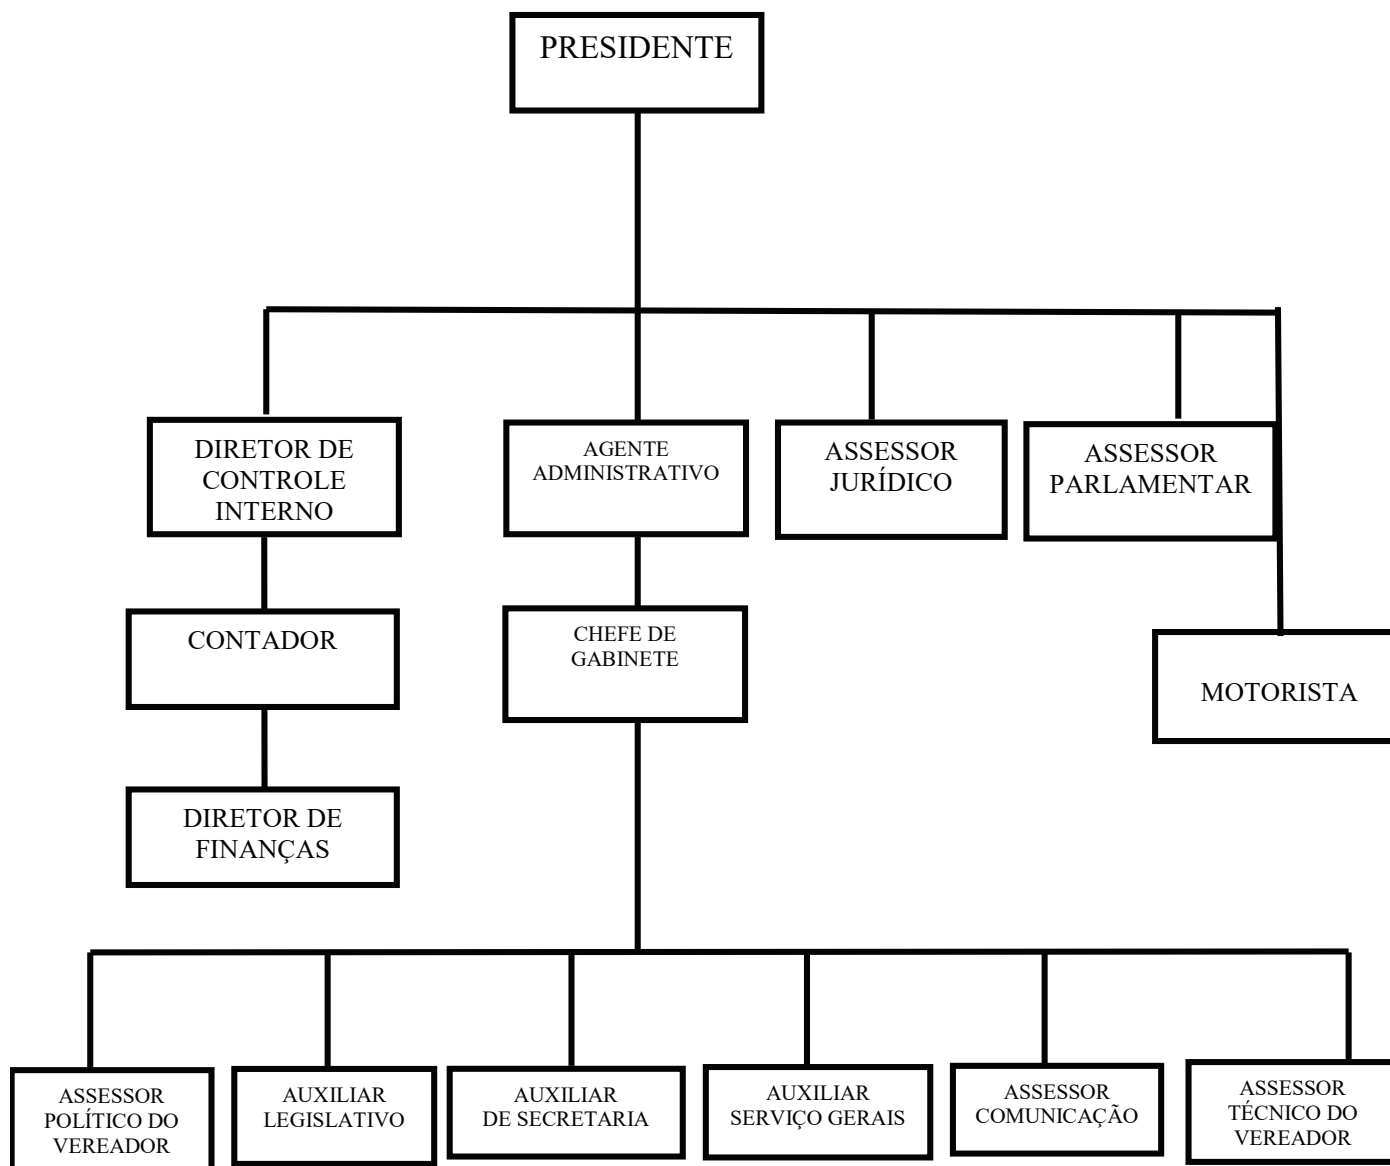 PRESIDENTE
DIRETOR DE
CONTROLE
INTERNO
AGENTE
ADMINISTRATIVO
ASSESSOR
JURÍDICO
ASSESSOR
PARLAMENTAR
CONTADOR
CHEFE DE
GABINETE
MOTORISTA
DIRETOR DE
FINANÇAS
ASSESSOR
POLÍTICO DO
VEREADOR
AUXILIAR
LEGISLATIVO
AUXILIAR
DE SECRETARIA
AUXILIAR
SERVIÇO GERAIS
ASSESSOR
COMUNICAÇÃO
ASSESSOR
TÉCNICO DO
VEREADOR